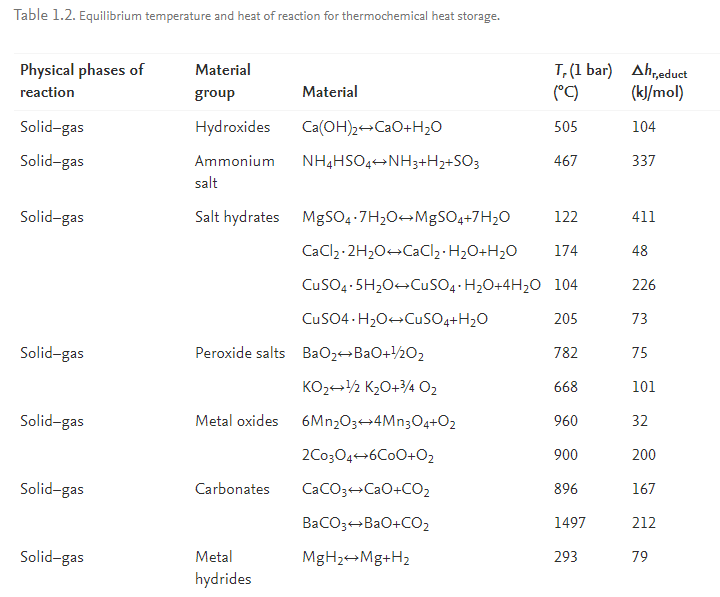 Table 1.2. Equilibrium temperature and heat of reaction for thermochemical heat storage.
Physical phases of reaction Material group Material Tr (1 bar) (°C) Δhr,educt (kJ/mol)
Solid–gas Hydroxides Ca(OH)₂↔CaO+H₂O 505 104
Solid–gas Ammonium salt NH₄HSO₄↔NH₃+H₂+SO₃ 467 337
Solid–gas Salt hydrates MgSO₄·7H₂O↔MgSO₄+7H₂O 122 411
CaCl₂·2H₂O↔CaCl₂·H₂O+H₂O 174 48
CuSO₄·5H₂O↔CuSO₄·H₂O+4H₂O 104 226
CuSO4·H₂O↔CuSO₄+H₂O 205 73
Solid–gas Peroxide salts BaO₂↔BaO+½O₂ 782 75
KO₂↔½ K₂O+¾ O₂ 668 101
Solid–gas Metal oxides 6Mn₂O₃↔4Mn₃O₄+O₂ 960 32
2Co₃O₄↔6CoO+O₂ 900 200
Solid–gas Carbonates CaCO₃↔CaO+CO₂ 896 167
BaCO₃↔BaO+CO₂ 1497 212
Solid–gas Metal hydrides MgH₂↔Mg+H₂ 293 79